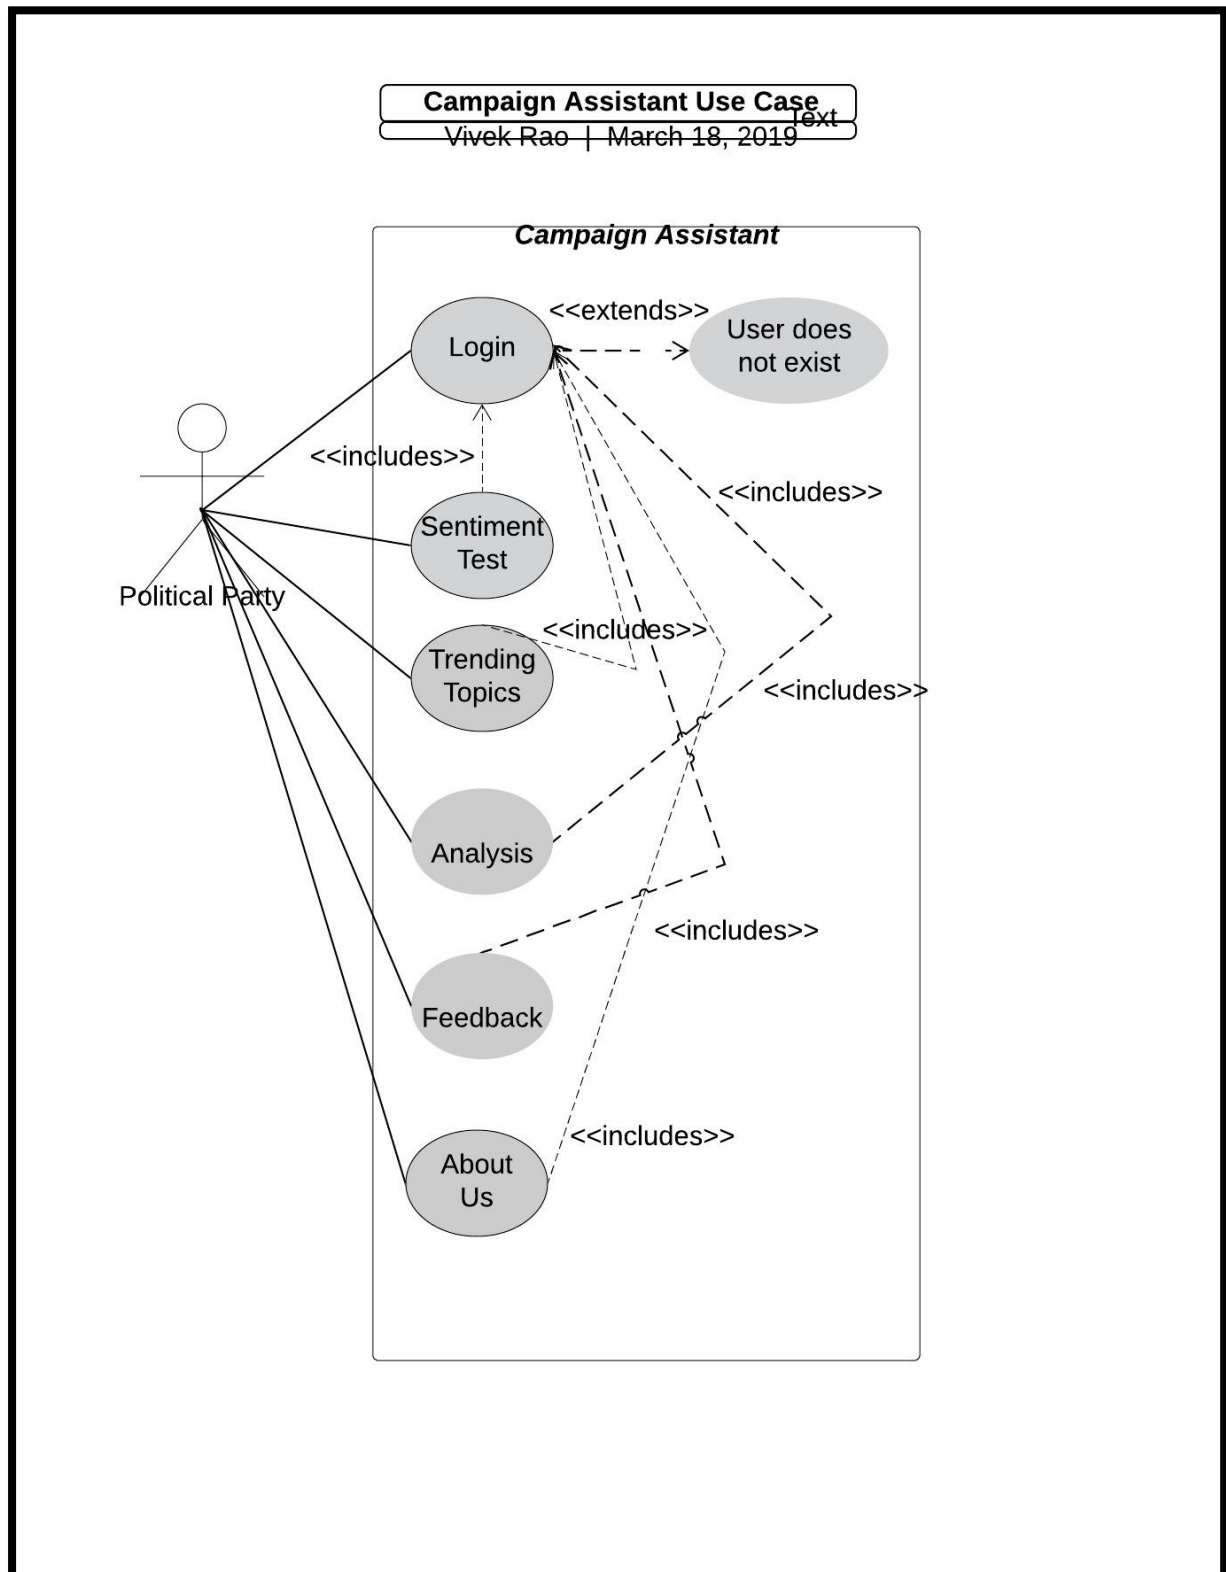 Campaign Assistant Use Case
Text
Vivek Rao | March 18, 2019
Campaign Assistant
<<extends>>
User does
not exist
Login
<<includes>>
<<includes>>
Sentiment
Test
Political Party
<<includes>>
Trending
Topics
<<includes>>
Analysis
<<includes>>
Feedback
<<includes>>
About
Us